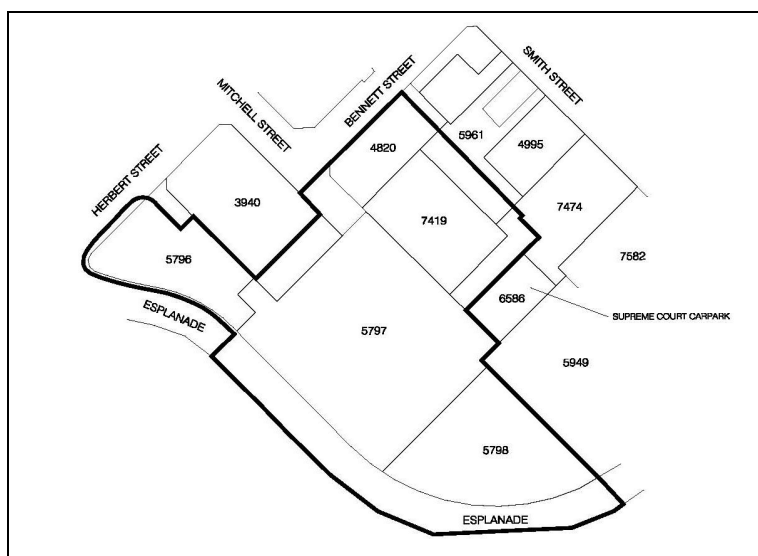 SMITH STREET
BENNETT STREET
MITCHELL STREET
HERBERT STREET
5961
4820
4995
3940
7474
7419
7582
5796
6586
SUPREME COURT CARPARK
ESPLANADE
5797
5949
5798
ESPLANADE